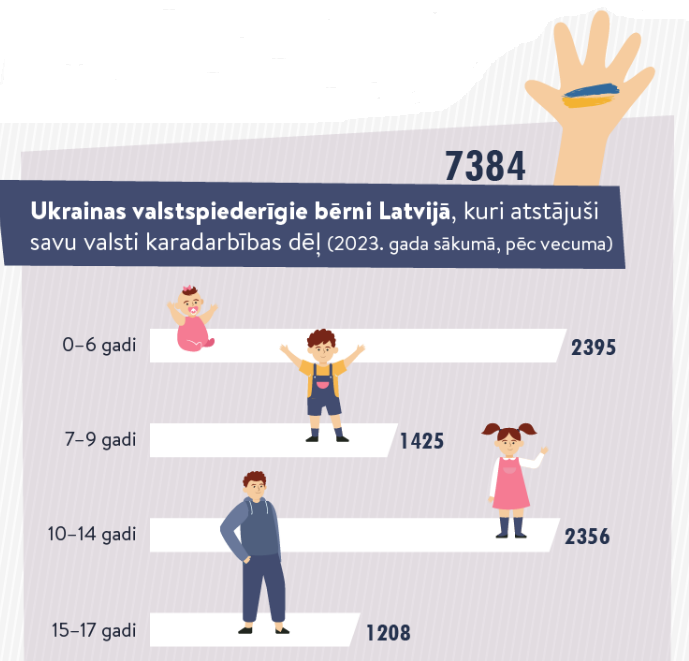 7384
Ukrainas valstspiederīgie bērni Latvijā, kuri atstājuši
savu valsti karadarbības dēļ (2023. gada sākumā, pēc vecuma)
0–6 gadi 2395
7–9 gadi 1425
10–14 gadi 2356
15–17 gadi 1208